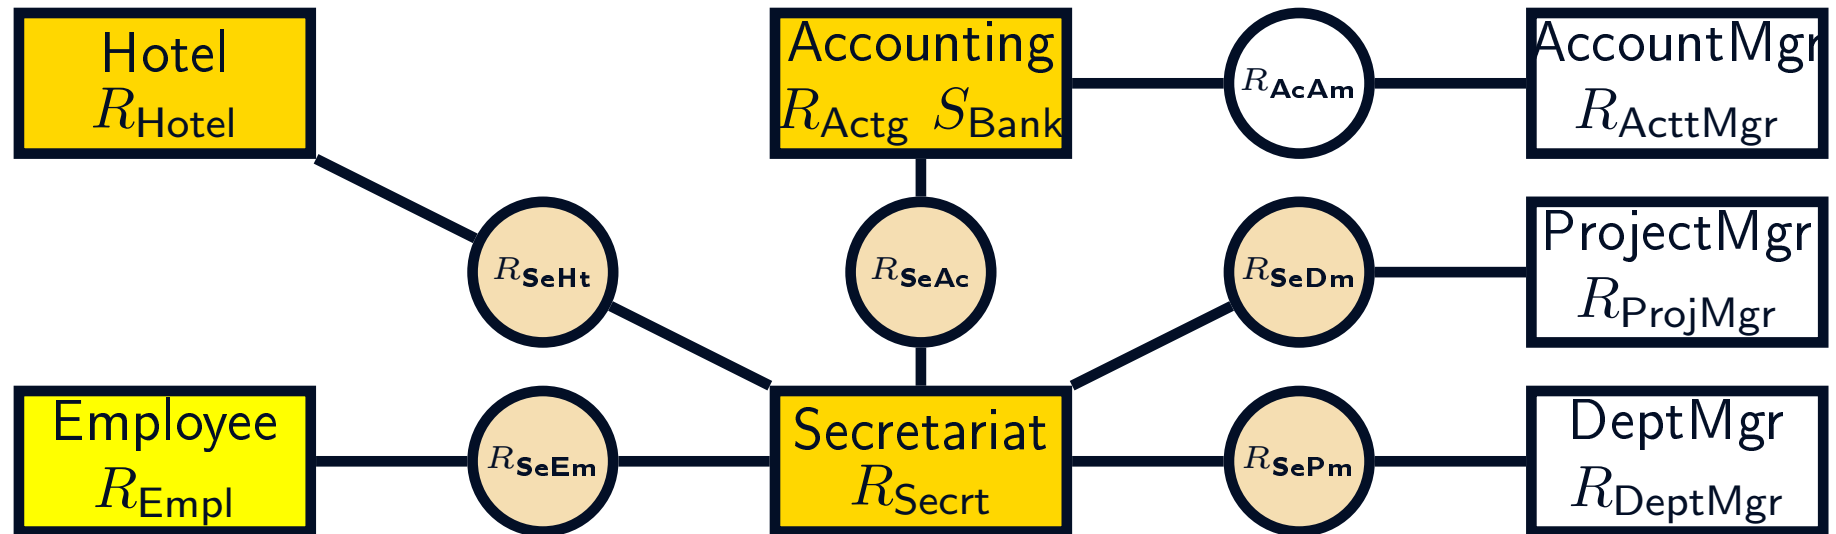 Hotel
R_Hotel
Accounting
R_Actg S_Bank
R_AcAm
AccountMgr
R_ActtMgr
R_SeHt
R_SeAc
R_SeDm
ProjectMgr
R_ProjMgr
Employee
R_Empl
R_SeEm
Secretariat
R_Secrt
R_SePm
DeptMgr
R_DeptMgr